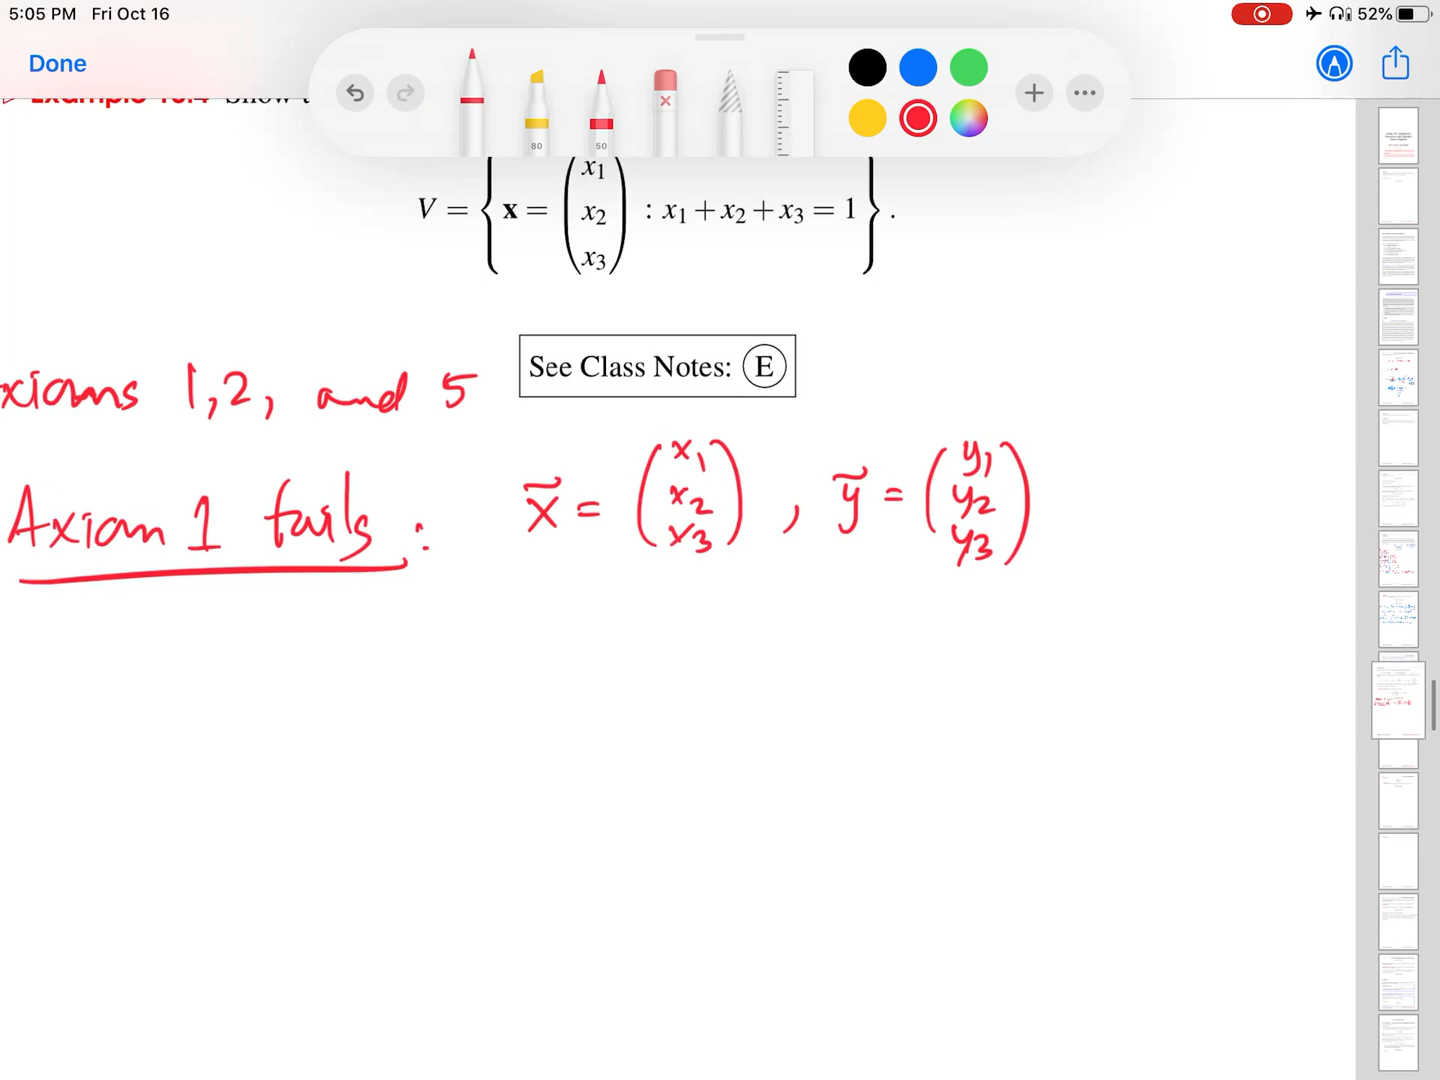 5:05 PM Fri Oct 16
52%
Done
80
50
V = { x = ( x1 x2 x3 ) : x1 + x2 + x3 = 1 } .
See Class Notes: E
xioms 1,2, and 5
Axiom 1 fails : x̃ = ( x1 x2 x3 ) , ỹ = ( y1 y2 y3 )